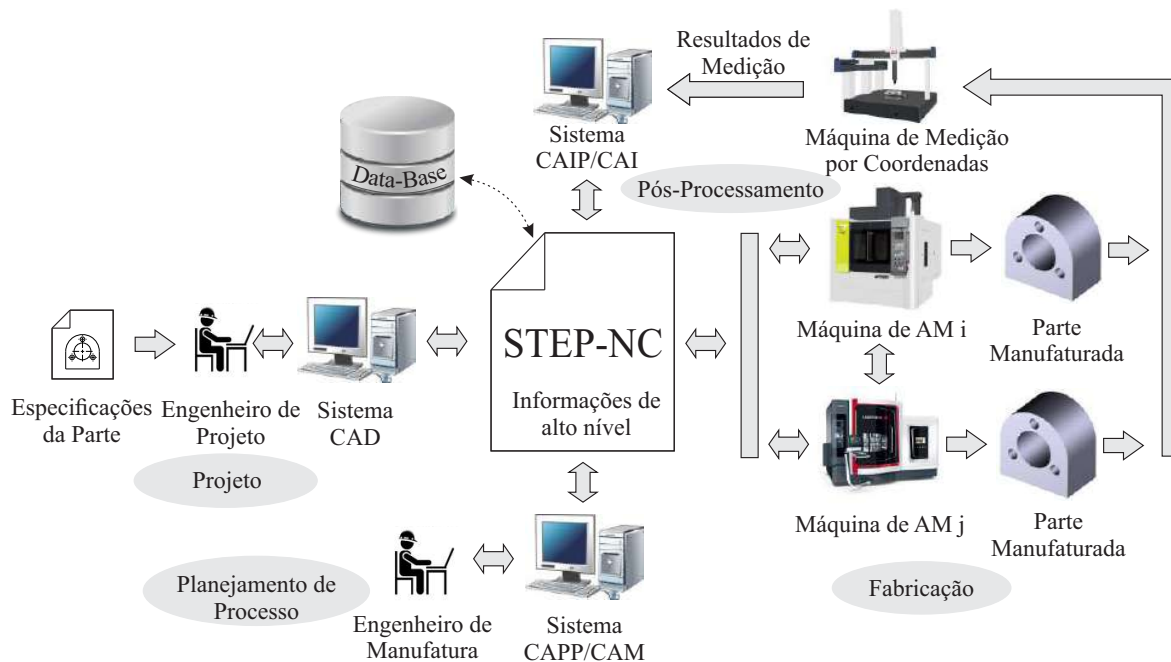 Resultados de
Medição
Sistema
CAIP/CAI
Máquina de Medição
por Coordenadas
Data-Base
Pós-Processamento
STEP-NC
Informações de
alto nível
Máquina de AM i
Parte
Manufaturada
Especificações
da Parte
Engenheiro de
Projeto
Sistema
CAD
Projeto
Máquina de AM j
Parte
Manufaturada
Planejamento de
Processo
Engenheiro de
Manufatura
Sistema
CAPP/CAM
Fabricação